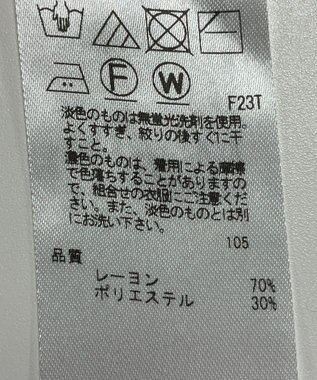 F
W
F23T
淡色のものは無蛍光洗剤を使用。
よくすすぎ、絞りの後すぐに干
すこと。
濃色のものは、着用による摩擦
で色落ちすることがありますの
で、組合せの衣服にご注意くだ
さい。また、淡色のものとは別
にお洗い下さい。
105
品質
レーヨン 70%
ポリエステル 30%